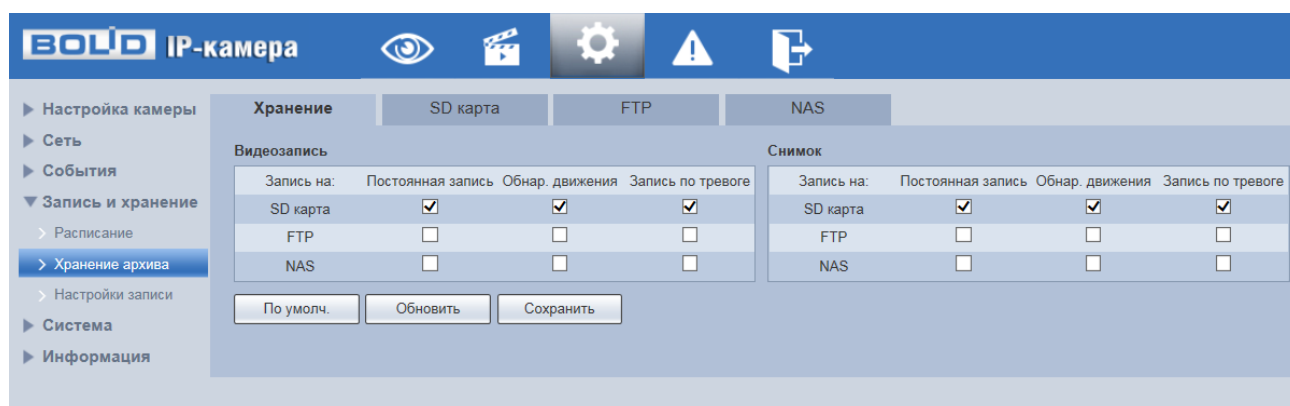 BOLID IP-камера
Настройка камеры
Сеть
События
Запись и хранение
Расписание
Хранение архива
Настройки записи
Система
Информация
Хранение SD карта FTP NAS
Видеозапись
Запись на: Постоянная запись Обнар. движения Запись по тревоге
SD карта
FTP
NAS
По умолч. Обновить Сохранить
Снимок
Запись на: Постоянная запись Обнар. движения Запись по тревоге
SD карта
FTP
NAS